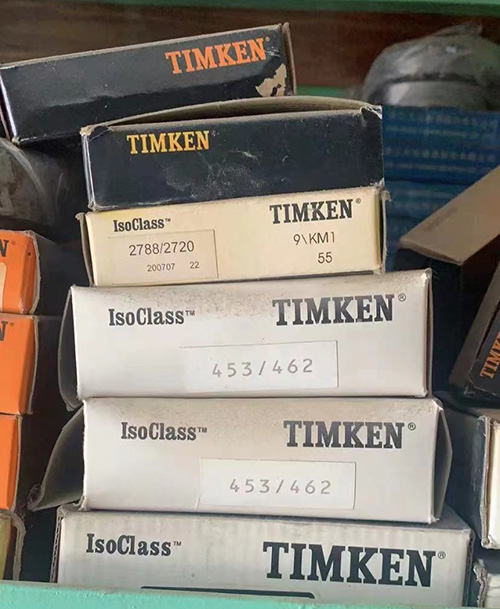 TIMKEN®
TIMKEN
IsoClass™ TIMKEN®
2788/2720 9\KM1
200707 22 55
IsoClass™ TIMKEN®
453/462
IsoClass™ TIMKEN®
453/462
IsoClass™ TIMKEN®
TIMKEN